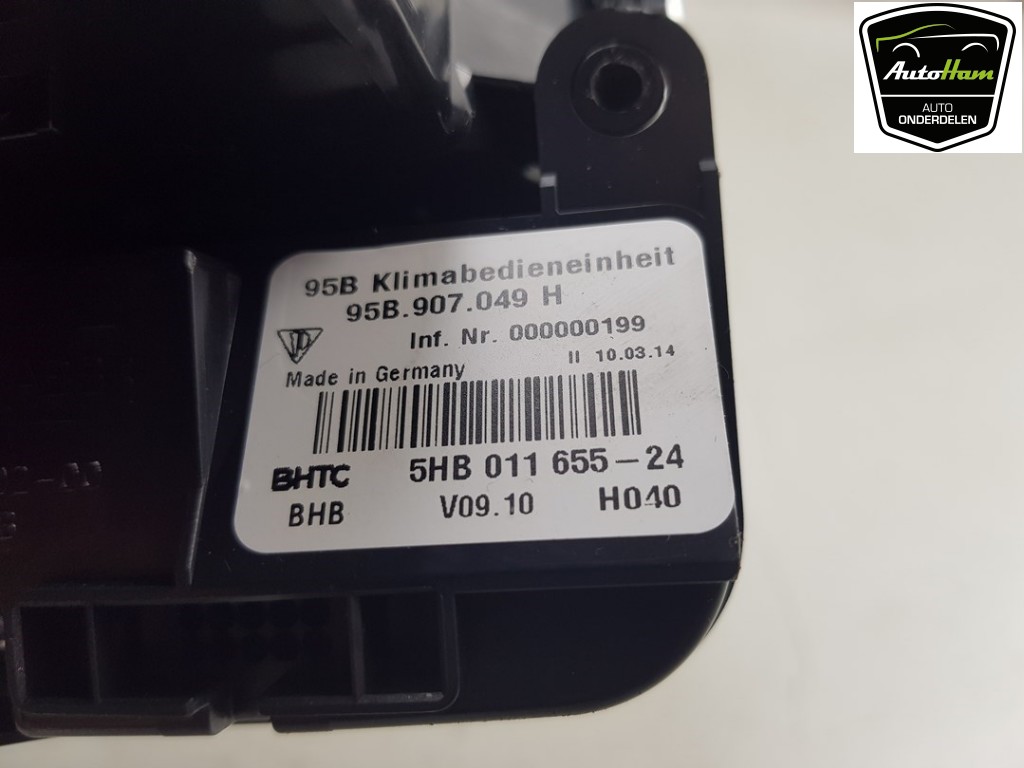 AutoHam
AUTO
ONDERDELEN
95B Klimabedieneinheit
95B.907.049 H
Inf. Nr. 000000199
II 10.03.14
Made in Germany
BHTC 5HB 011 655-24
BHB V09.10 H040